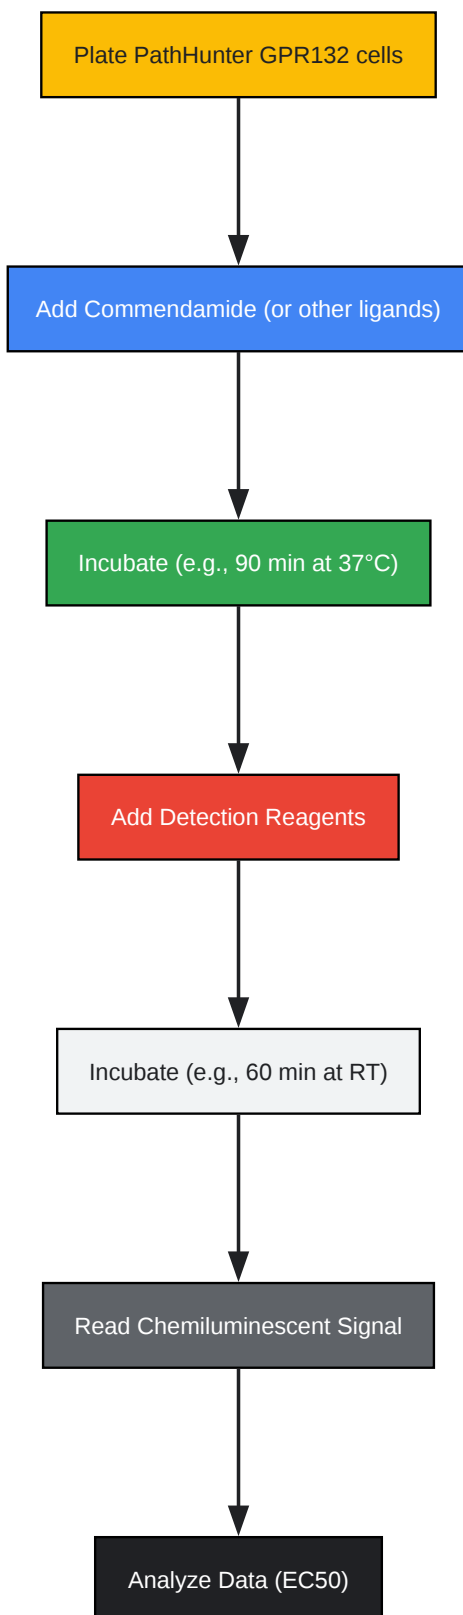 Plate PathHunter GPR132 cells
Add Commendamide (or other ligands)
Incubate (e.g., 90 min at 37°C)
Add Detection Reagents
Incubate (e.g., 60 min at RT)
Read Chemiluminescent Signal
Analyze Data (EC50)